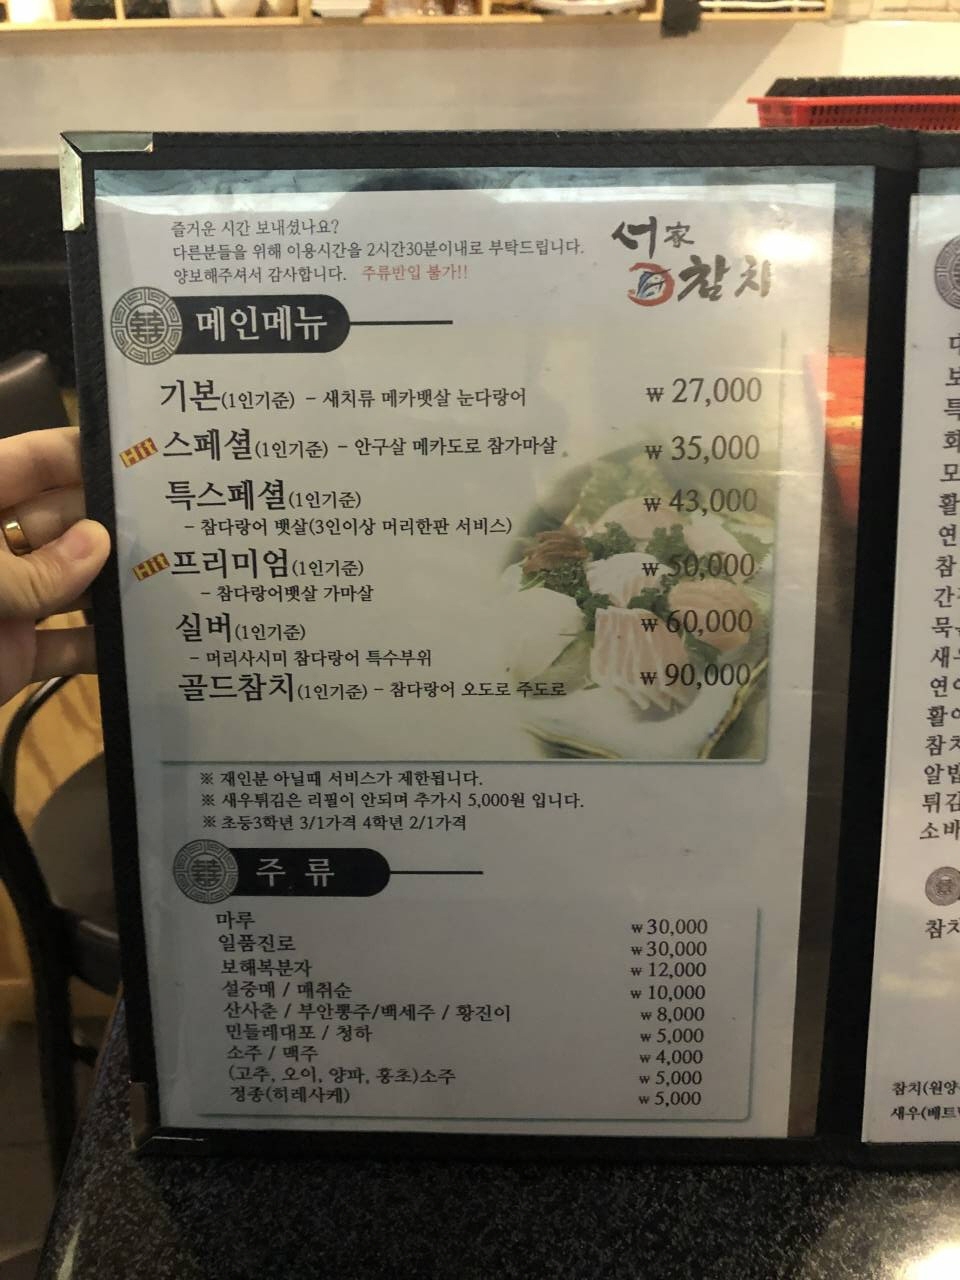 즐거운 시간 보내셨나요?
다른분들을 위해 이용시간을 2시간30분이내로 부탁드립니다.
양보해주셔서 감사합니다. 주류반입 불가!!
서家
참치
메인메뉴
기본(1인기준) - 새치류 메카뱃살 눈다랑어 ₩ 27,000
Hit 스페셜(1인기준) - 안구살 메카도로 참가마살 ₩ 35,000
특스페셜(1인기준) ₩ 43,000
- 참다랑어 뱃살(3인이상 머리한판 서비스)
Hit 프리미엄(1인기준) ₩ 50,000
- 참다랑어뱃살 가마살
실버(1인기준) ₩ 60,000
- 머리사시미 참다랑어 특수부위
골드참치(1인기준) - 참다랑어 오도로 주도로 ₩ 90,000
※ 재인분 아닐때 서비스가 제한됩니다.
※ 새우튀김은 리필이 안되며 추가시 5,000원 입니다.
※ 초등3학년 3/1가격 4학년 2/1가격
주 류
마루 ₩ 30,000
일품진로 ₩ 30,000
보해복분자 ₩ 12,000
설중매 / 매취순 ₩ 10,000
산사춘 / 부안뽕주/백세주 / 황진이 ₩ 8,000
민들레대포 / 청하 ₩ 5,000
소주 / 맥주 ₩ 4,000
(고추, 오이, 양파, 홍초)소주 ₩ 5,000
정종(히레사케) ₩ 5,000
특
모
활
연
참
묵은
새우
연어
활어
참치
알밥
튀김
소바
참치
참치(원양
새우(베트